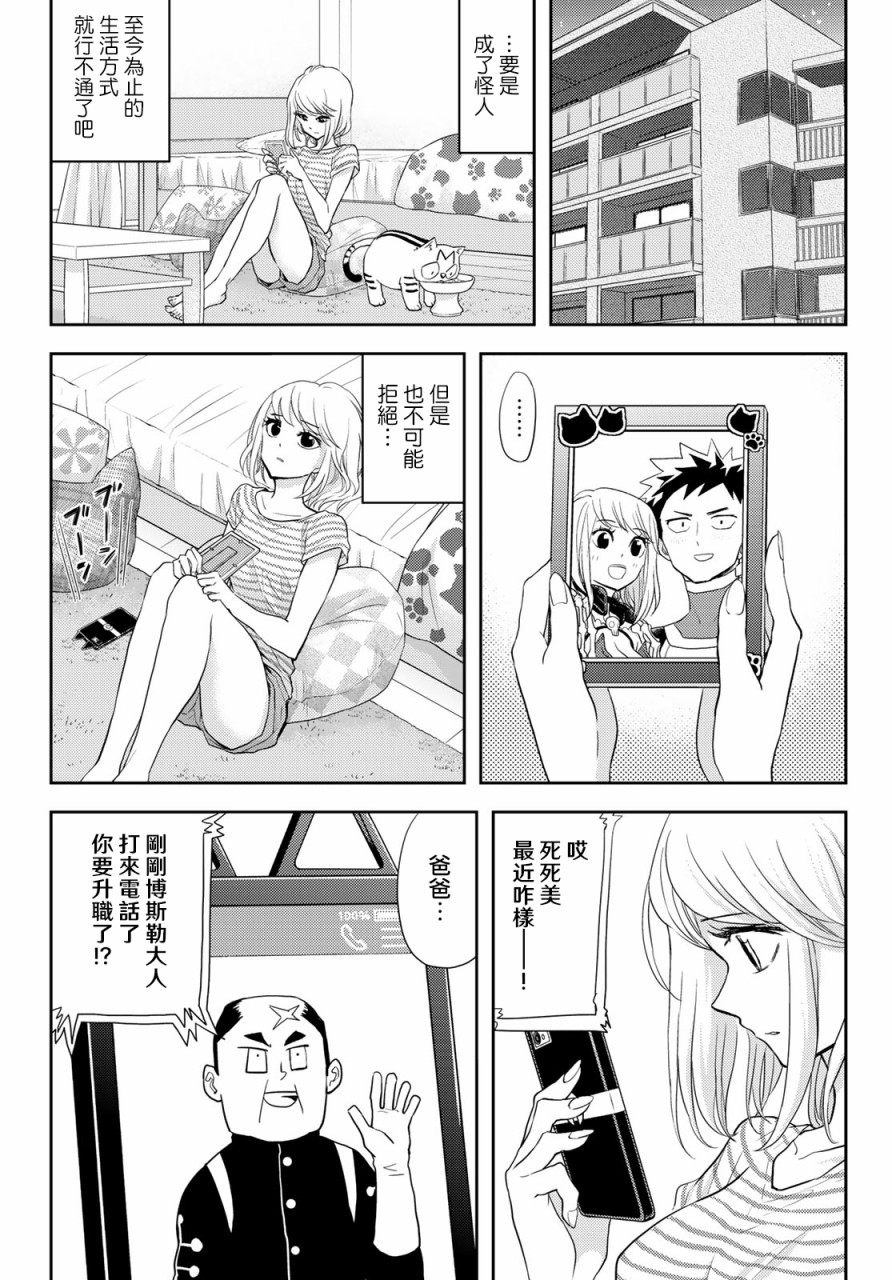 …要是
成了怪人
至今為止的
生活方式
就行不通了吧
……
但是
也不可能
拒絕…
ブー
ブー
哎
死死美
最近咋樣——！
爸爸…
100%
剛剛博斯勒大人
打來電話了
你要升職了!?